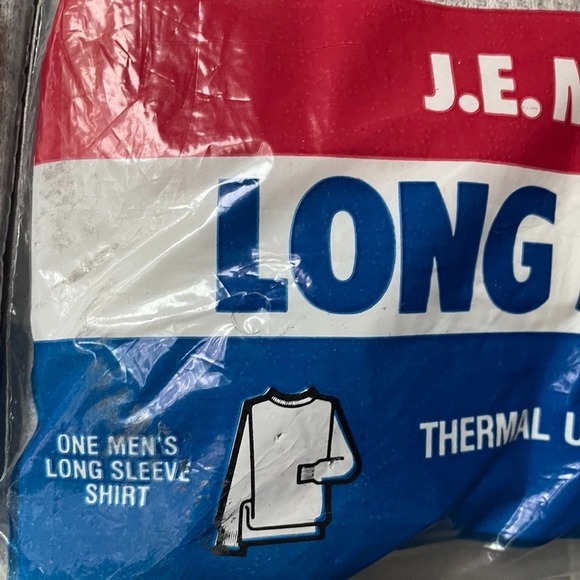 J.E. M
LONG
THERMAL U
ONE MEN'S
LONG SLEEVE
SHIRT